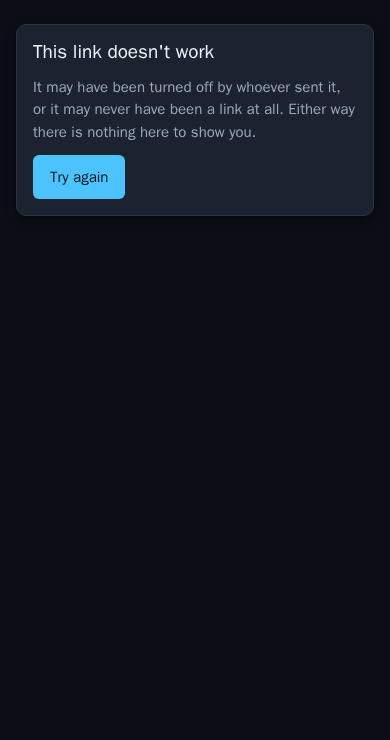 This link doesn't work
It may have been turned off by whoever sent it,
or it may never have been a link at all. Either way
there is nothing here to show you.
Try again